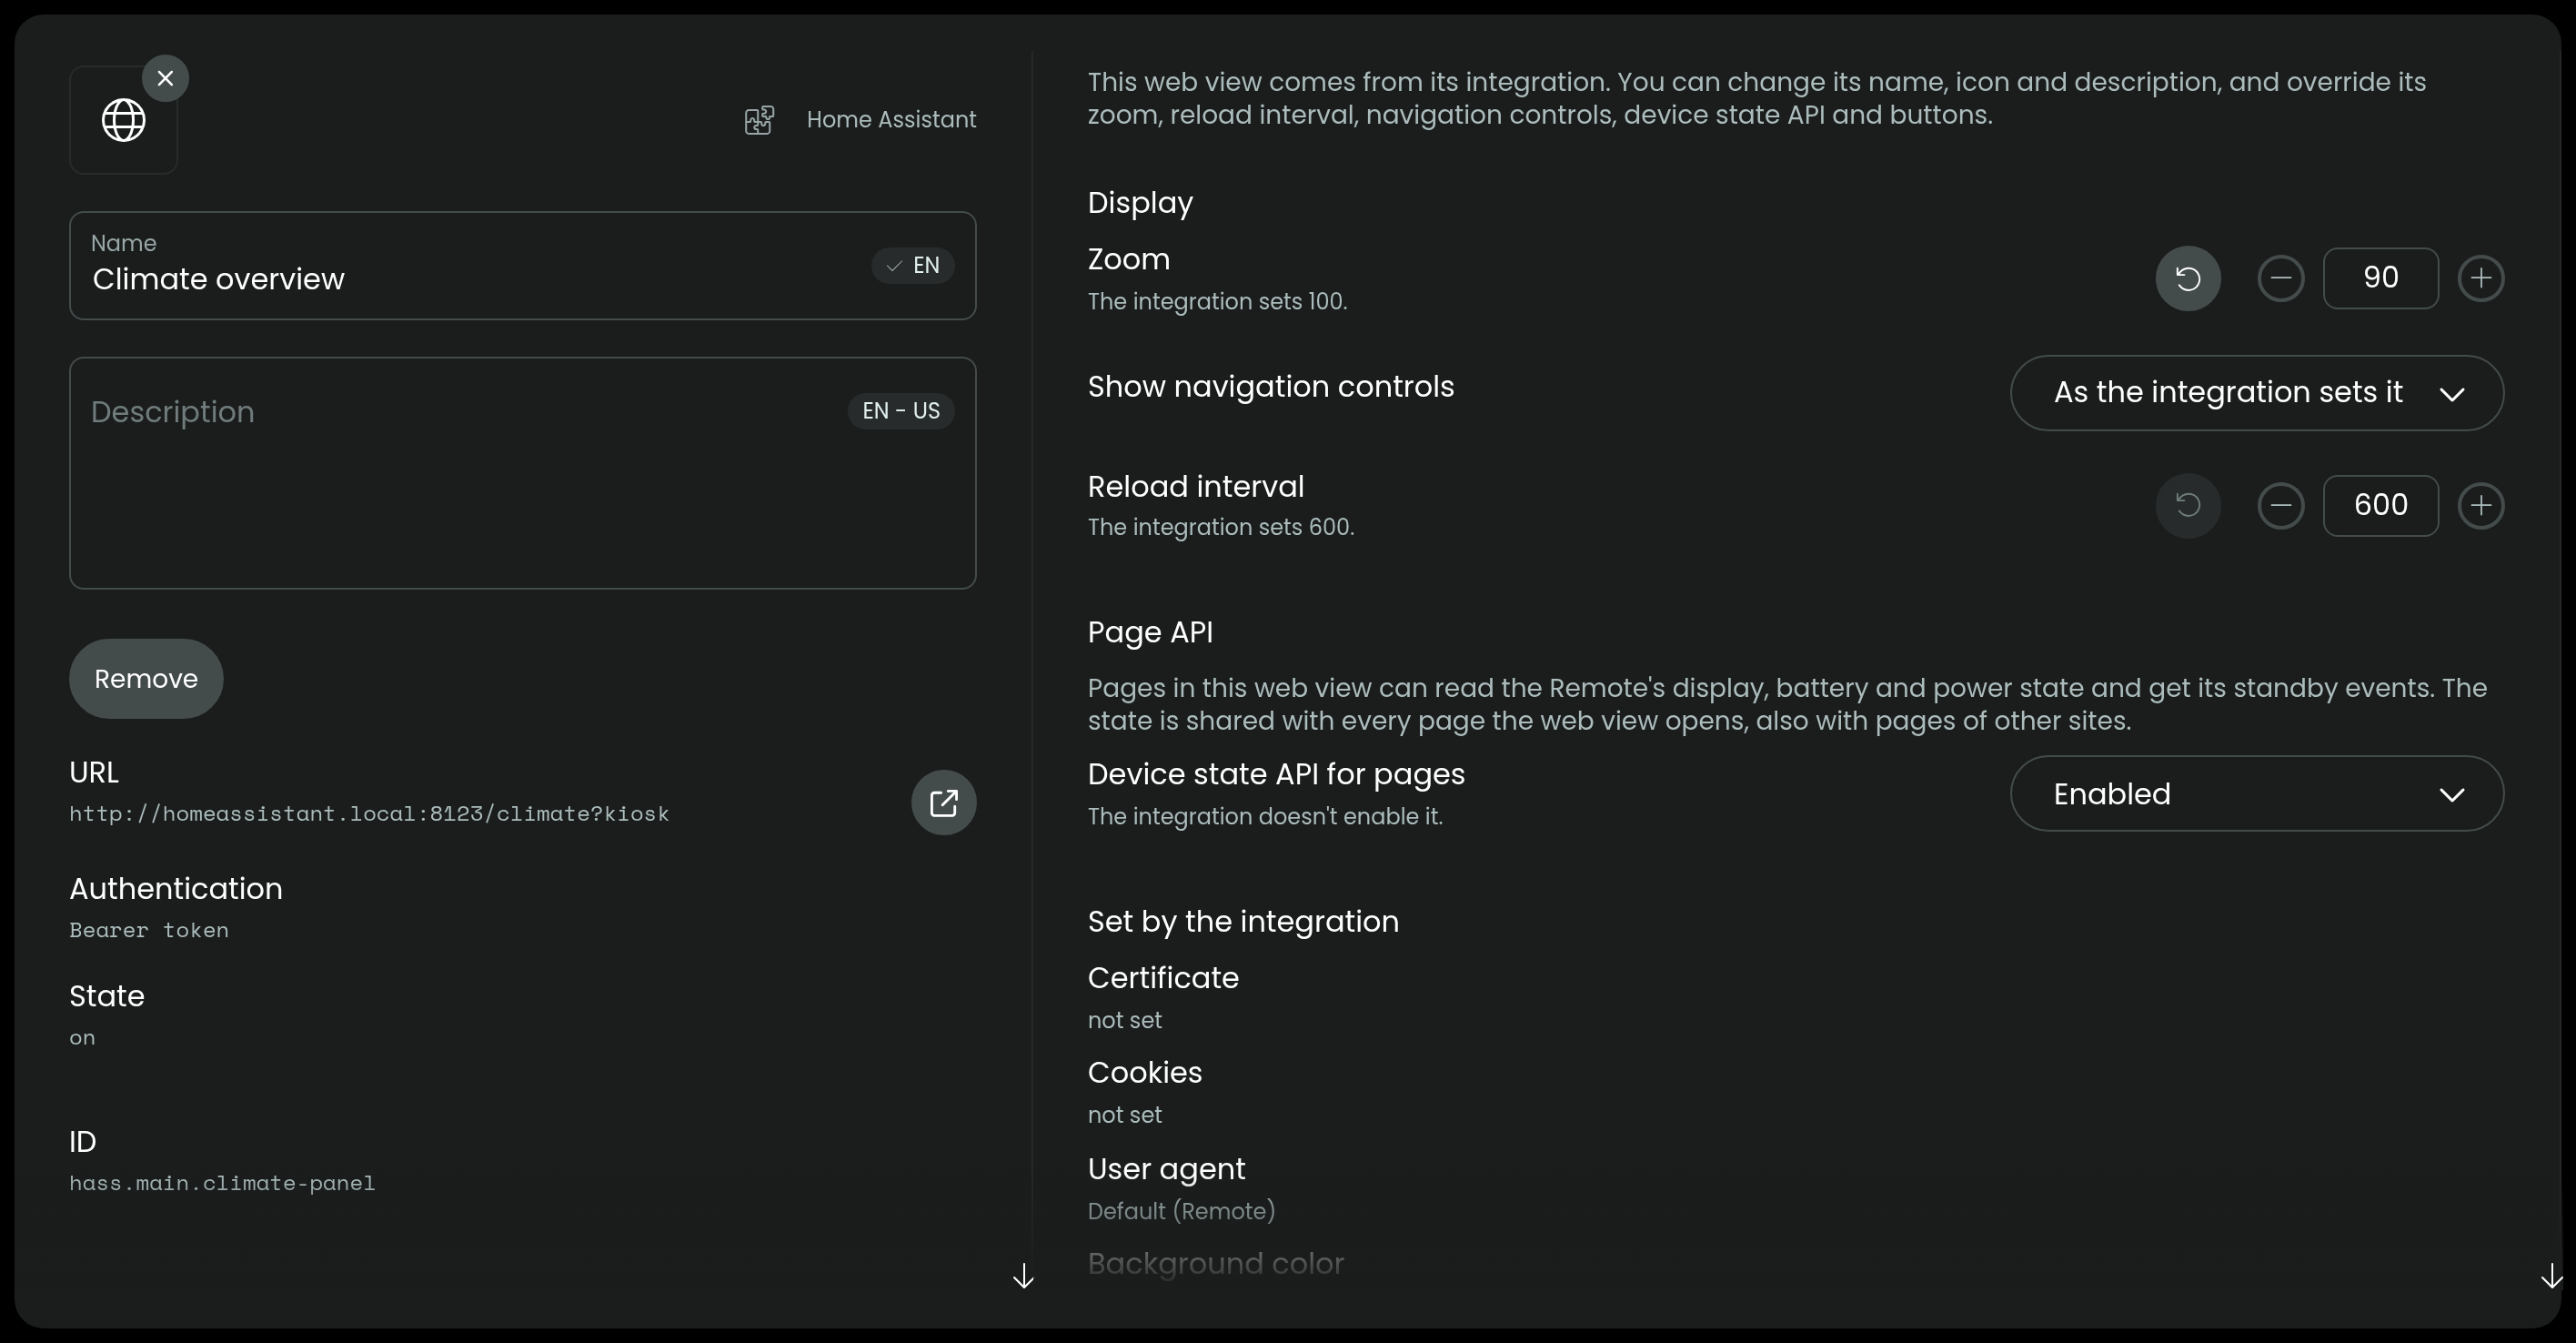 Home Assistant
Name
Climate overview
EN
Description
EN - US
Remove
URL
http://homeassistant.local:8123/climate?kiosk
Authentication
Bearer token
State
on
ID
hass.main.climate-panel
This web view comes from its integration. You can change its name, icon and description, and override its
zoom, reload interval, navigation controls, device state API and buttons.
Display
Zoom
The integration sets 100.
90
Show navigation controls
As the integration sets it
Reload interval
The integration sets 600.
600
Page API
Pages in this web view can read the Remote's display, battery and power state and get its standby events. The
state is shared with every page the web view opens, also with pages of other sites.
Device state API for pages
The integration doesn't enable it.
Enabled
Set by the integration
Certificate
not set
Cookies
not set
User agent
Default (Remote)
Background color